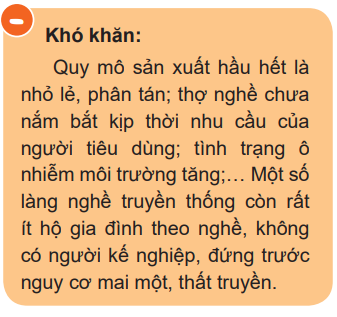 Khó khăn:
Quy mô sản xuất hầu hết là
nhỏ lẻ, phân tán; thợ nghề chưa
nắm bắt kịp thời nhu cầu của
người tiêu dùng; tình trạng ô
nhiễm môi trường tăng;... Một số
làng nghề truyền thống còn rất
ít hộ gia đình theo nghề, không
có người kế nghiệp, đứng trước
nguy cơ mai một, thất truyền.